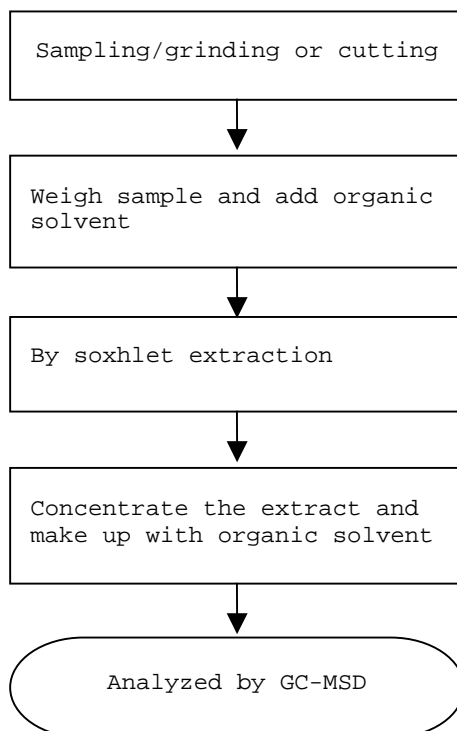 Sampling/grinding or cutting
Weigh sample and add organic
solvent
By soxhlet extraction
Concentrate the extract and
make up with organic solvent
Analyzed by GC-MSD